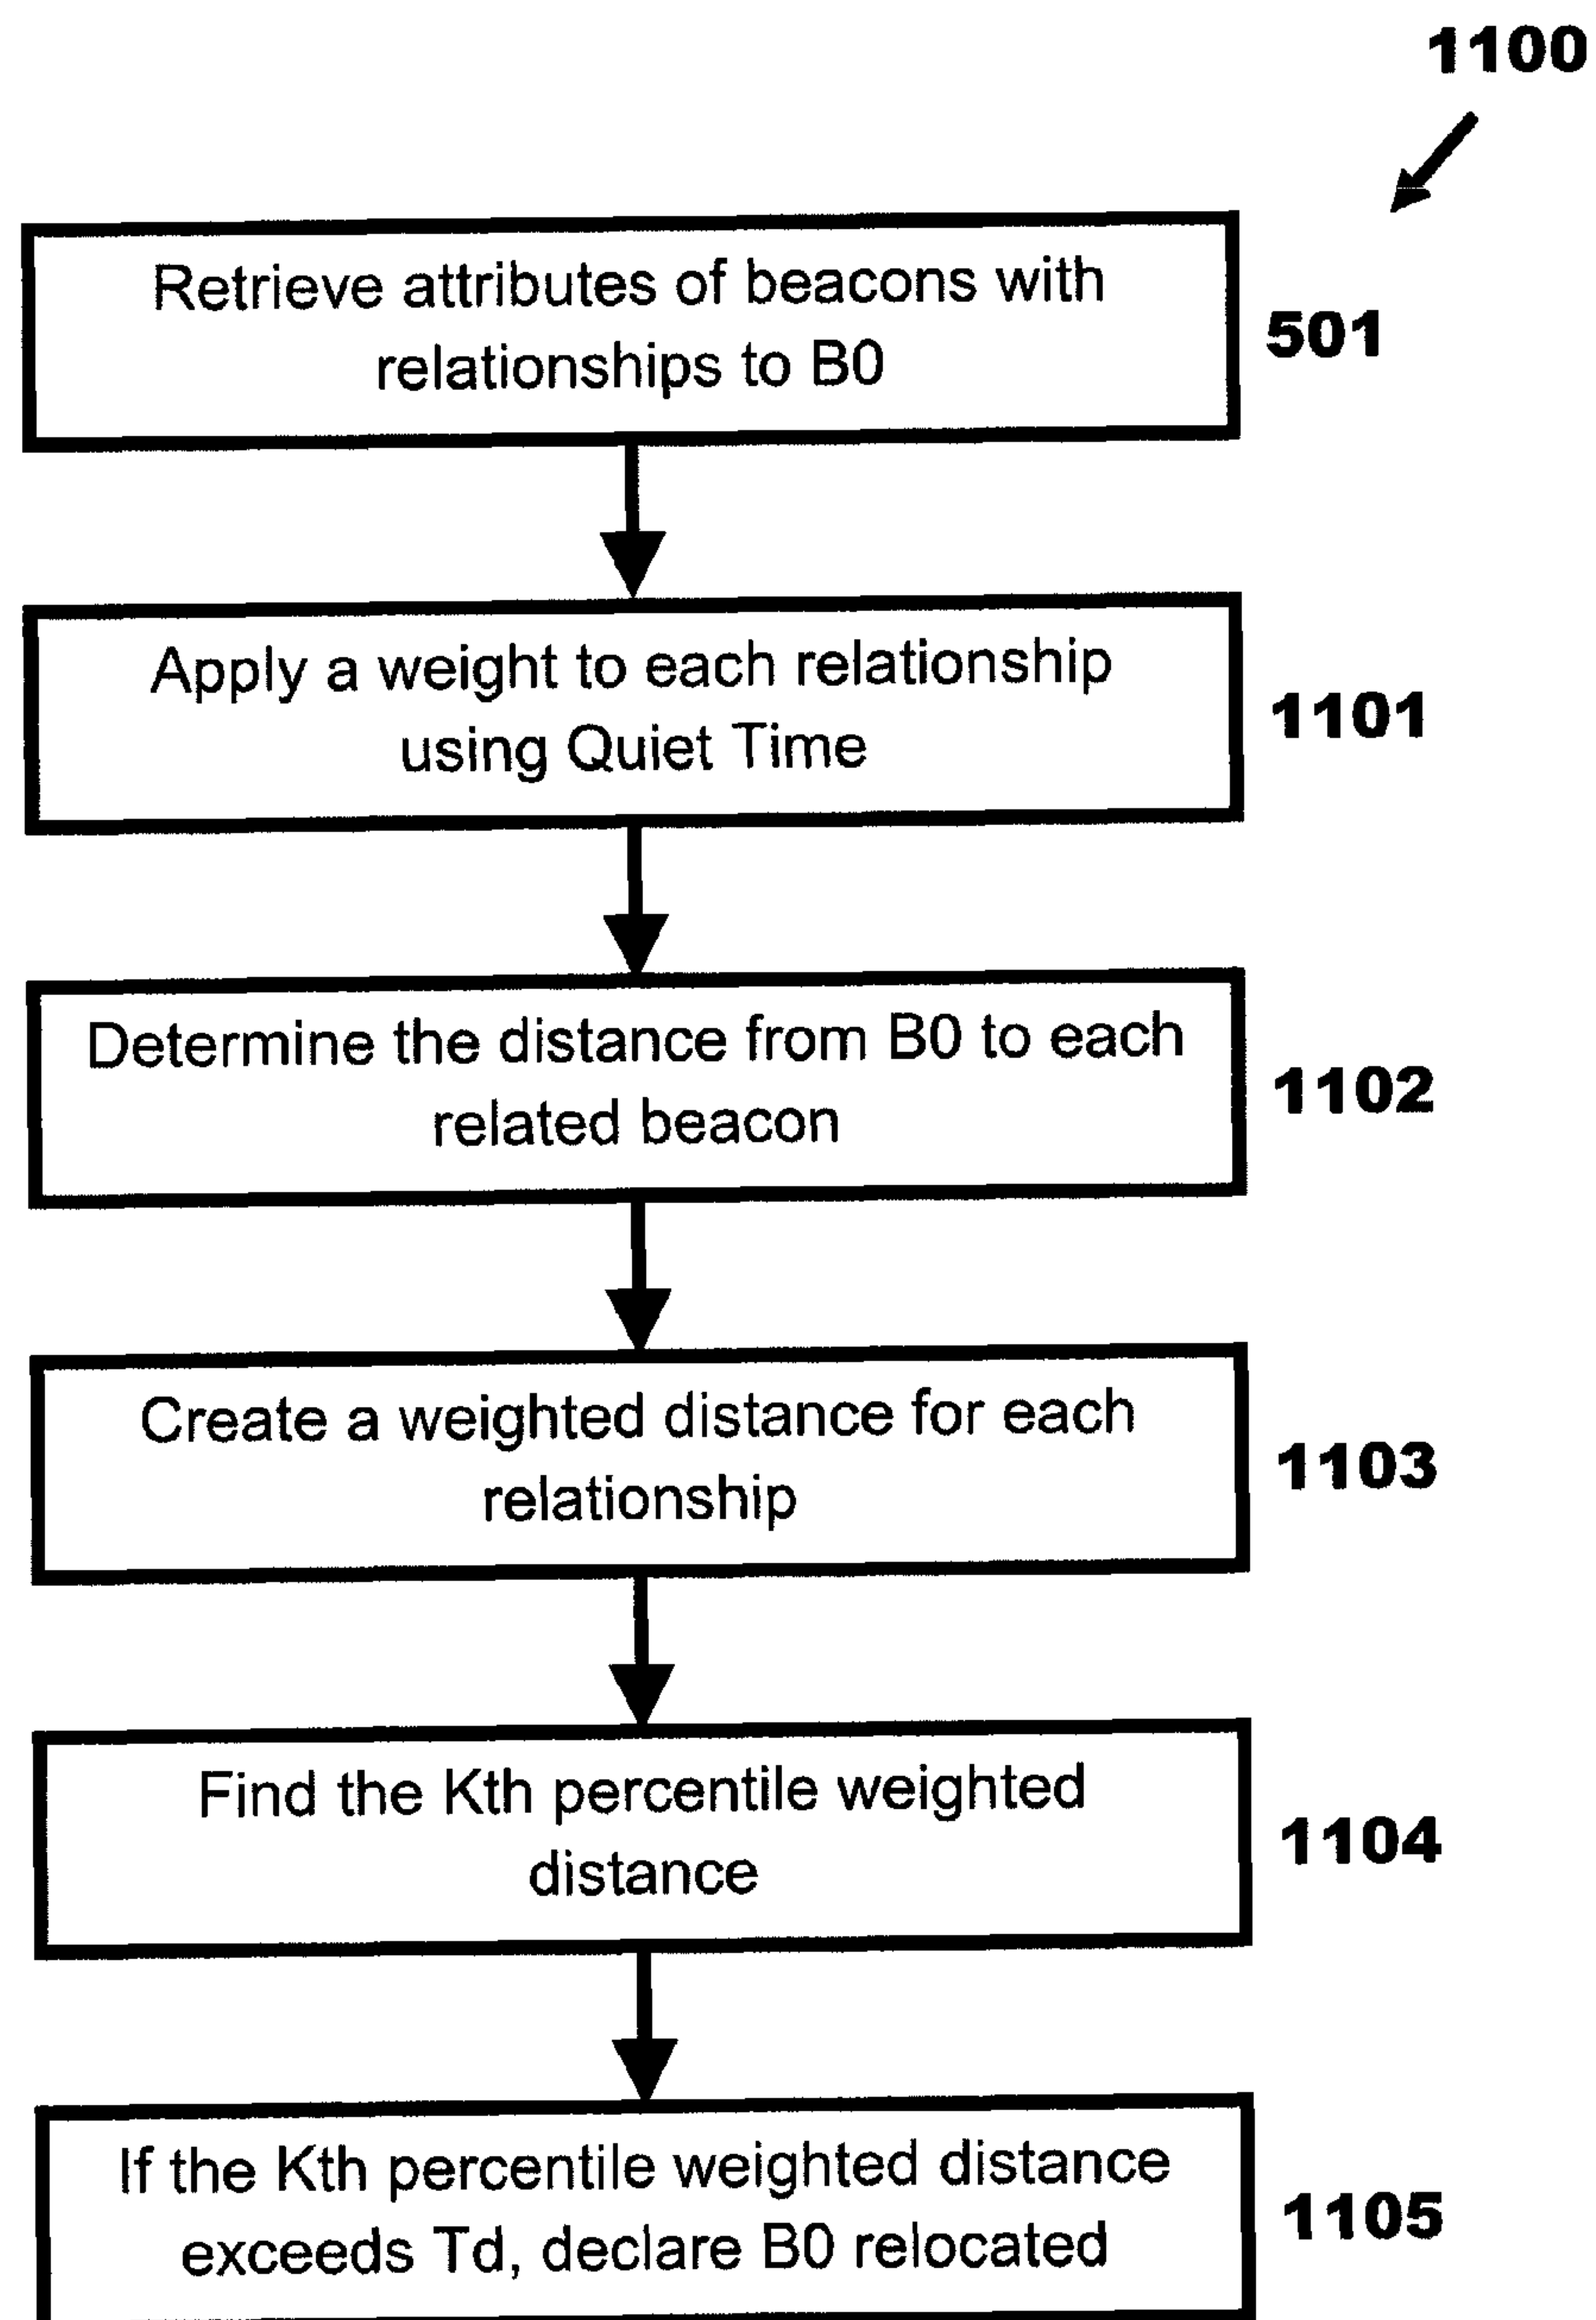 1100
Retrieve attributes of beacons with
relationships to B0
501
Apply a weight to each relationship
using Quiet Time
1101
Determine the distance from B0 to each
related beacon
1102
Create a weighted distance for each
relationship
1103
Find the Kth percentile weighted
distance
1104
If the Kth percentile weighted distance
exceeds Td, declare B0 relocated
1105